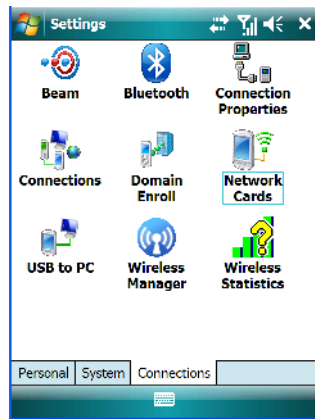 Settings
Beam Bluetooth Connection
Properties
Connections Domain Network
Enroll Cards
USB to PC Wireless Wireless
Manager Statistics
Personal System Connections